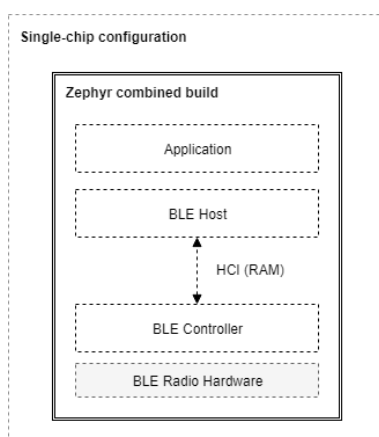 Single-chip configuration
Zephyr combined build
Application
BLE Host
HCI (RAM)
BLE Controller
BLE Radio Hardware